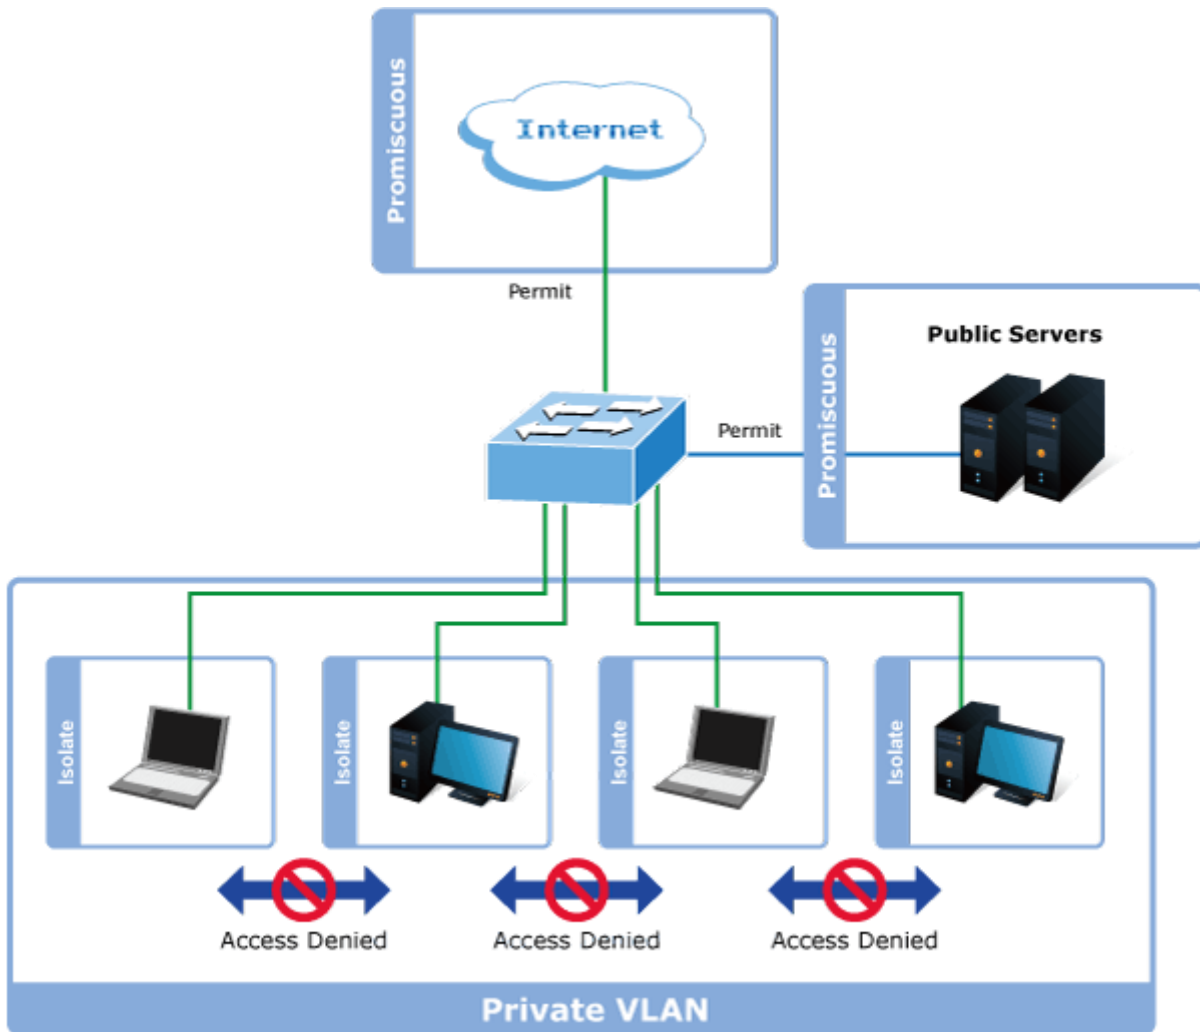 Promiscuous
Internet
Permit
Promiscuous
Public Servers
Permit
Isolate
Isolate
Isolate
Isolate
Access Denied
Access Denied
Access Denied
Private VLAN